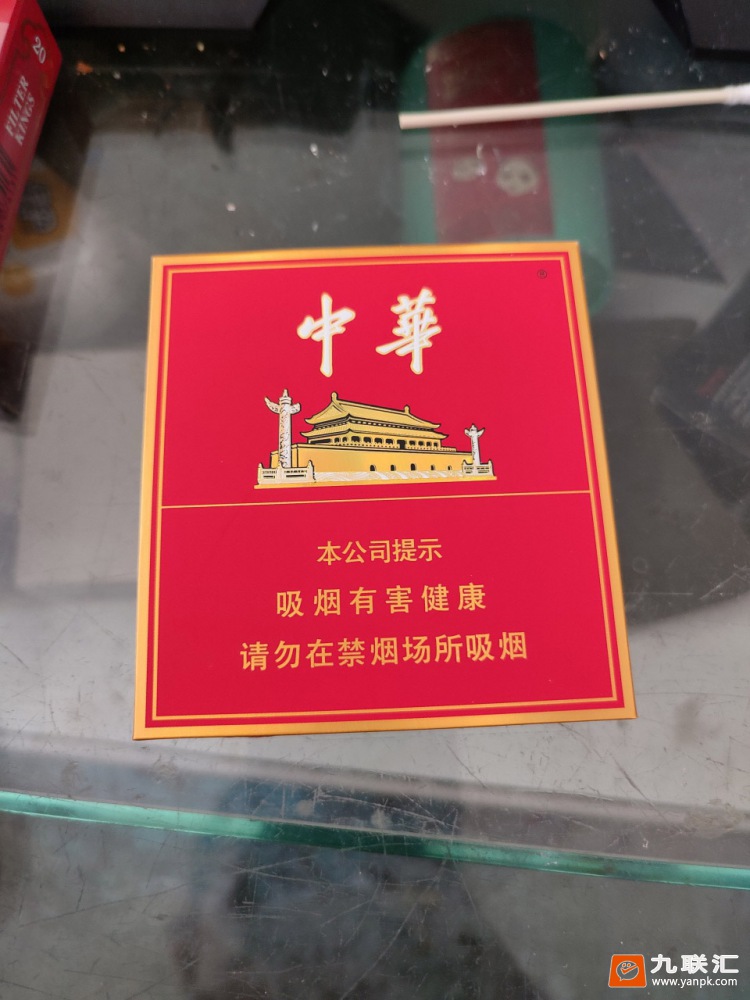 20
FILTER
KINGS
®
中華
本公司提示
吸烟有害健康
请勿在禁烟场所吸烟
九联汇
www.yanpk.com